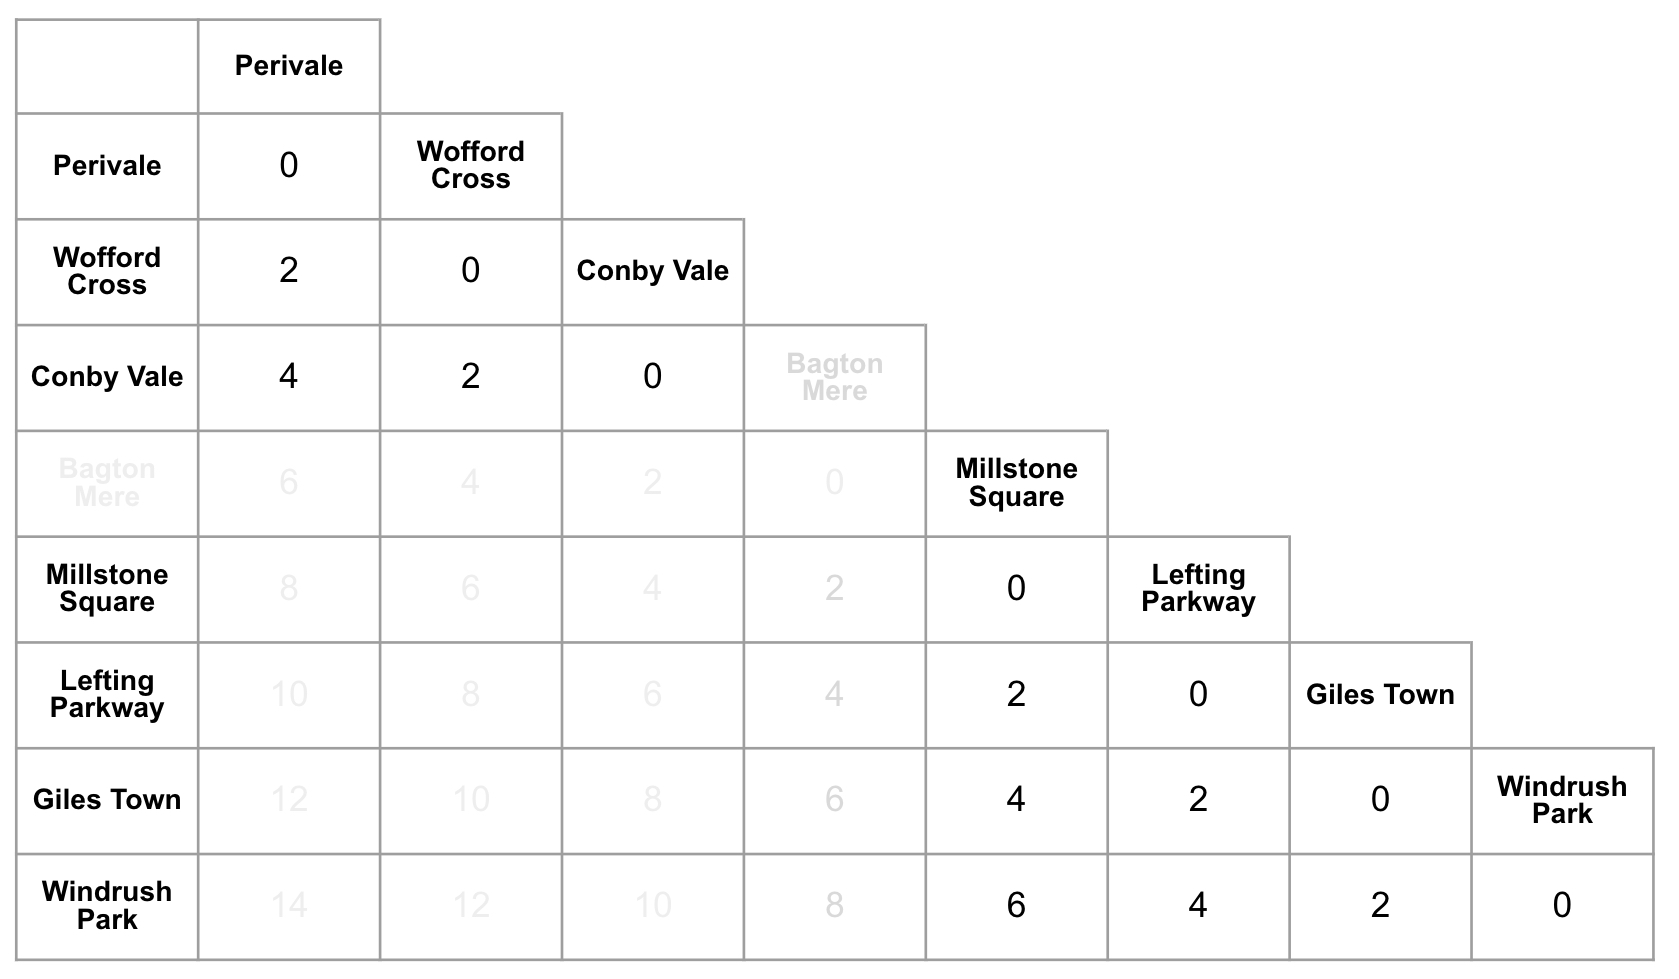 Perivale
Perivale 0 Wofford Cross
Wofford Cross 2 0 Conby Vale
Conby Vale 4 2 0 Bagton Mere
Bagton Mere 6 4 2 0 Millstone Square
Millstone Square 8 6 4 2 0 Lefting Parkway
Lefting Parkway 10 8 6 4 2 0 Giles Town
Giles Town 12 10 8 6 4 2 0 Windrush Park
Windrush Park 14 12 10 8 6 4 2 0